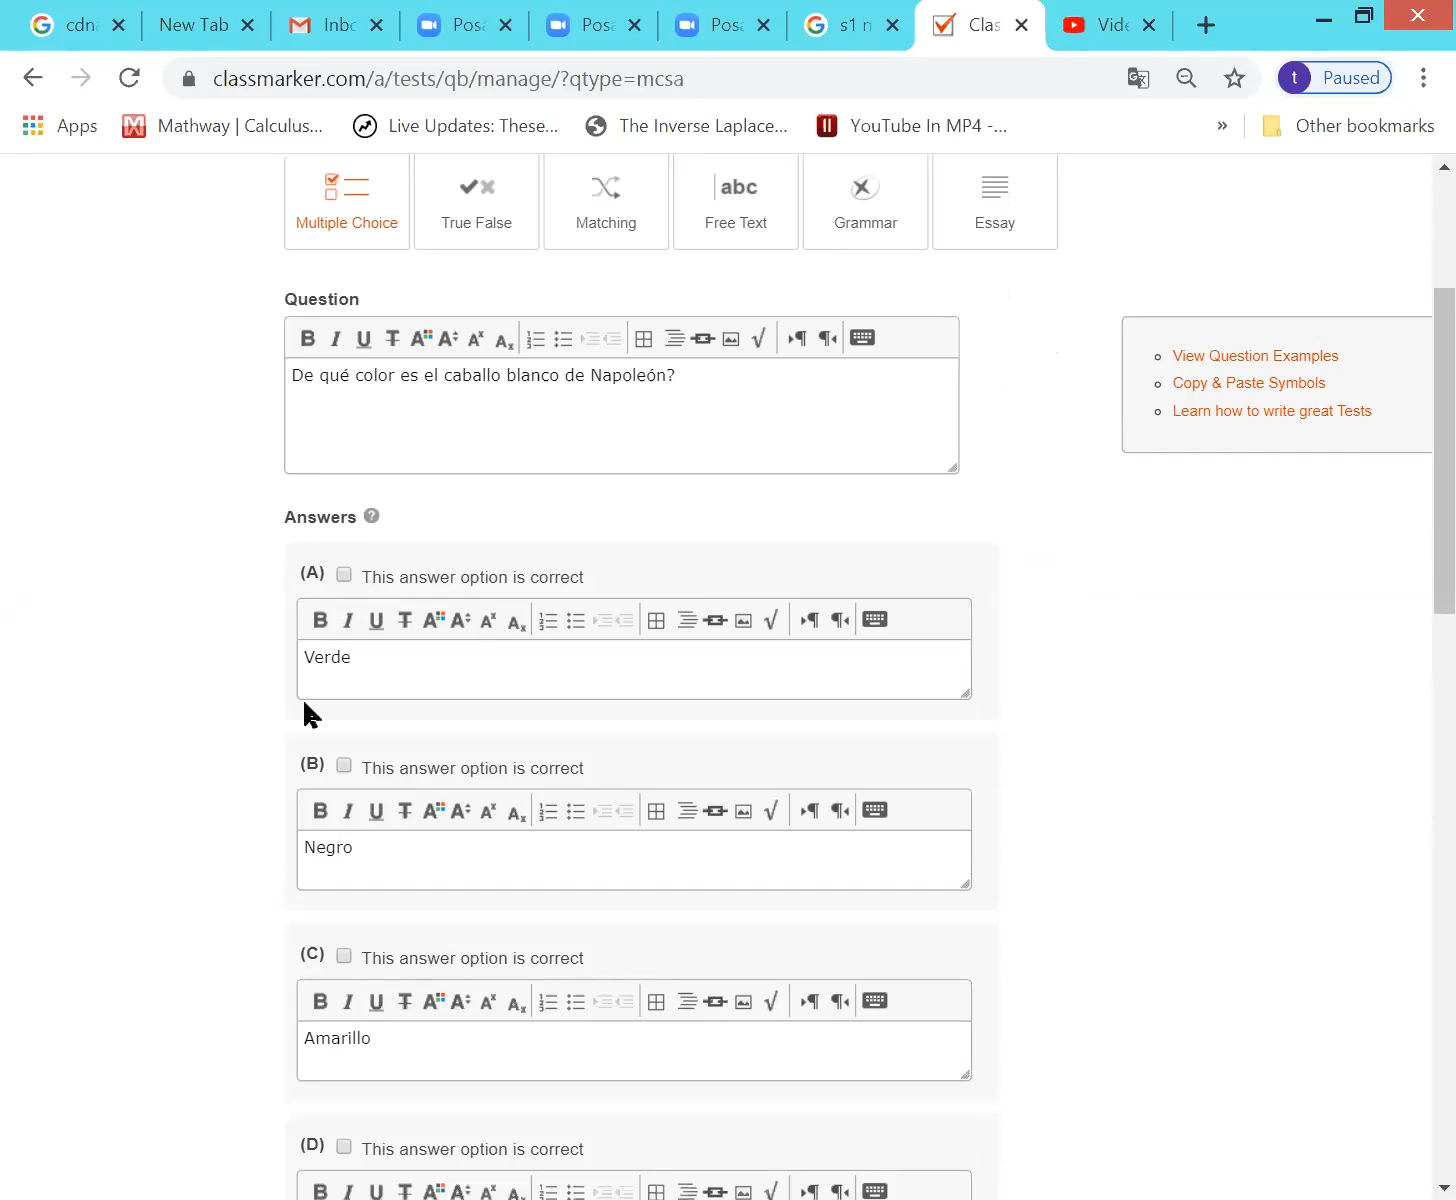 cdn
New Tab
Inbc
Posa
Posa
Posa
s1 n
Clas
Vide
classmarker.com/a/tests/qb/manage/?qtype=mcsa
t
Paused
Apps
Mathway | Calculus...
Live Updates: These...
The Inverse Laplace...
YouTube In MP4 -...
»
Other bookmarks
Multiple Choice
True False
Matching
abc
Free Text
Grammar
Essay
Question
De qué color es el caballo blanco de Napoleón?
View Question Examples
Copy & Paste Symbols
Learn how to write great Tests
Answers
(A) This answer option is correct
Verde
(B) This answer option is correct
Negro
(C) This answer option is correct
Amarillo
(D) This answer option is correct